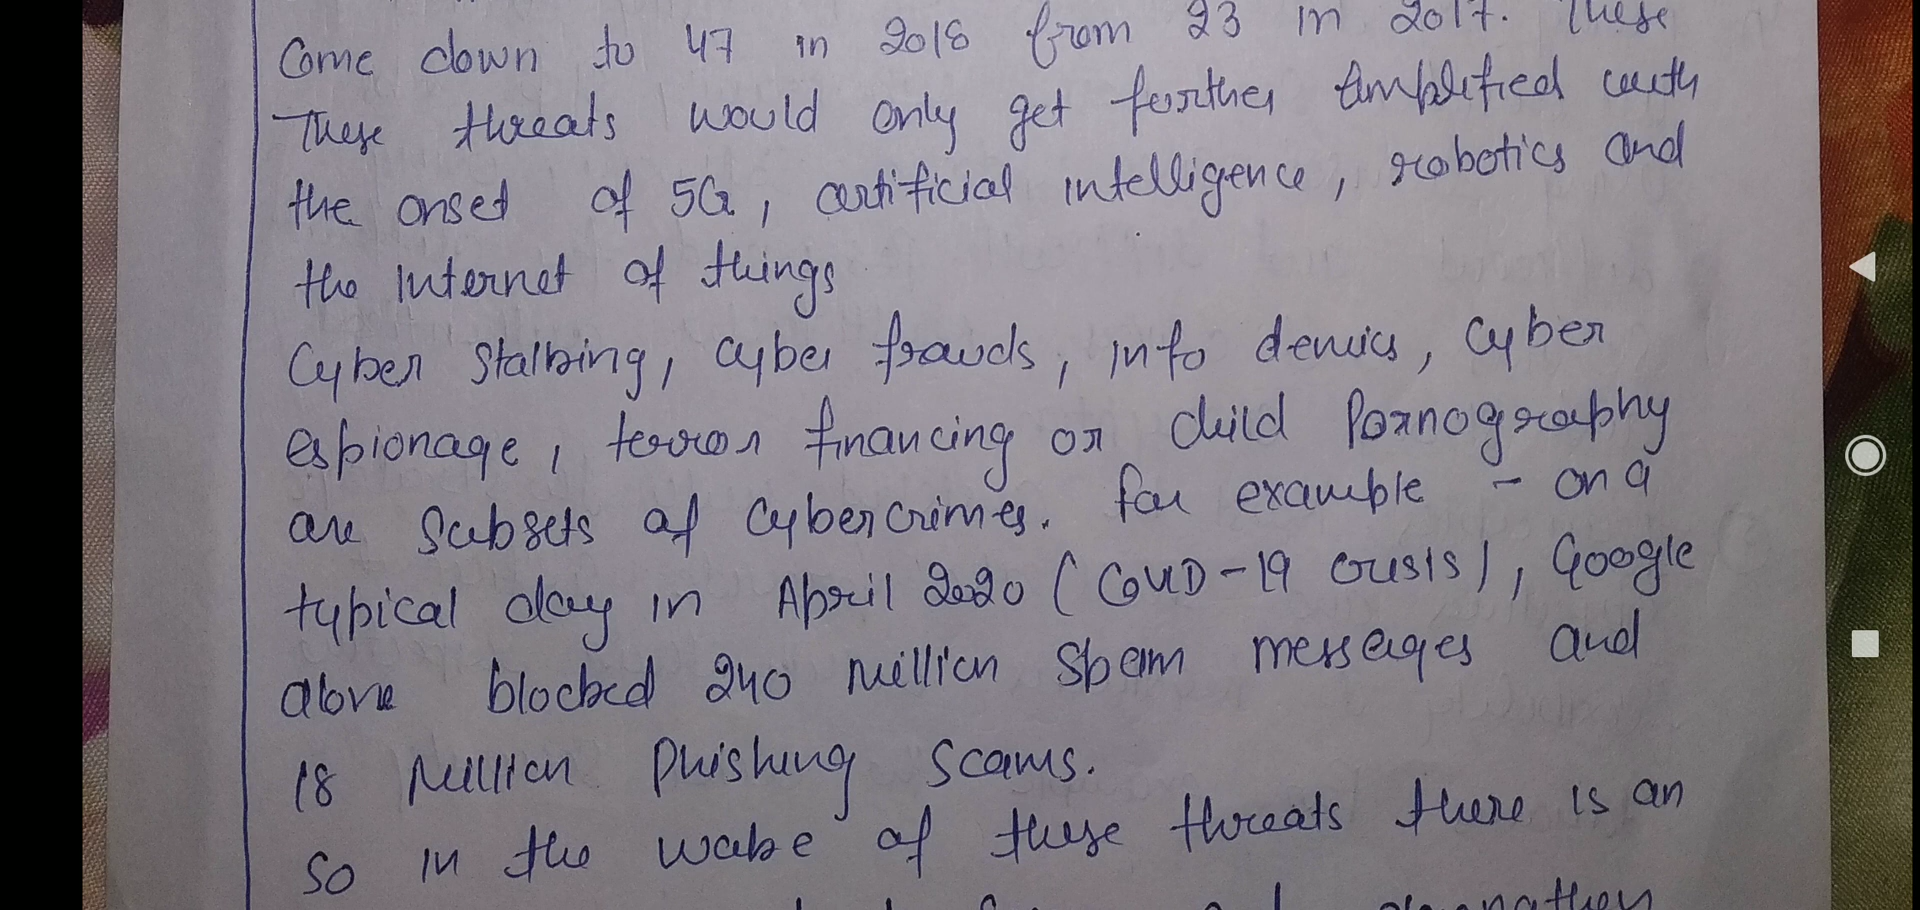 Come down to 47 in 2018 from 23 in 2017. These
These threats would only get further amplified with
the onset of 5G, artificial intelligence, robotics and
the internet of things
Cyber Stalking, cyber frauds, info demics, cyber
espionage, terror financing or child Pornography
are Subsets of cybercrimes. for example - on a
typical day in April 2020 (COVID-19 crisis), Google
alone blocked 240 million spam messages and
18 Million Phishing Scams.
So in the wake of these threats there is an